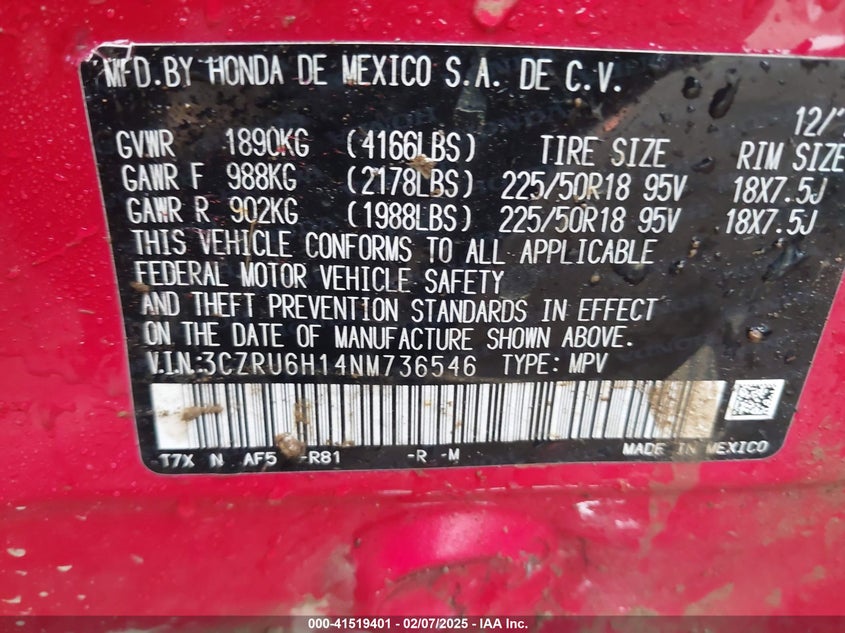 MFD.BY HONDA DE MEXICO S.A. DE C.V.
12/
GVWR 1890KG (4166LBS) TIRE SIZE RIM SIZE
GAWR F 988KG (2178LBS) 225/50R18 95V 18X7.5J
GAWR R 902KG (1988LBS) 225/50R18 95V 18X7.5J
THIS VEHICLE CONFORMS TO ALL APPLICABLE
FEDERAL MOTOR VEHICLE SAFETY
AND THEFT PREVENTION STANDARDS IN EFFECT
ON THE DATE OF MANUFACTURE SHOWN ABOVE.
V.I.N.:3CZRU6H14NM736546 TYPE: MPV
T7X N AF5 -R81 -R -M MADE IN MEXICO
000-41519401 - 02/07/2025 - IAA Inc.